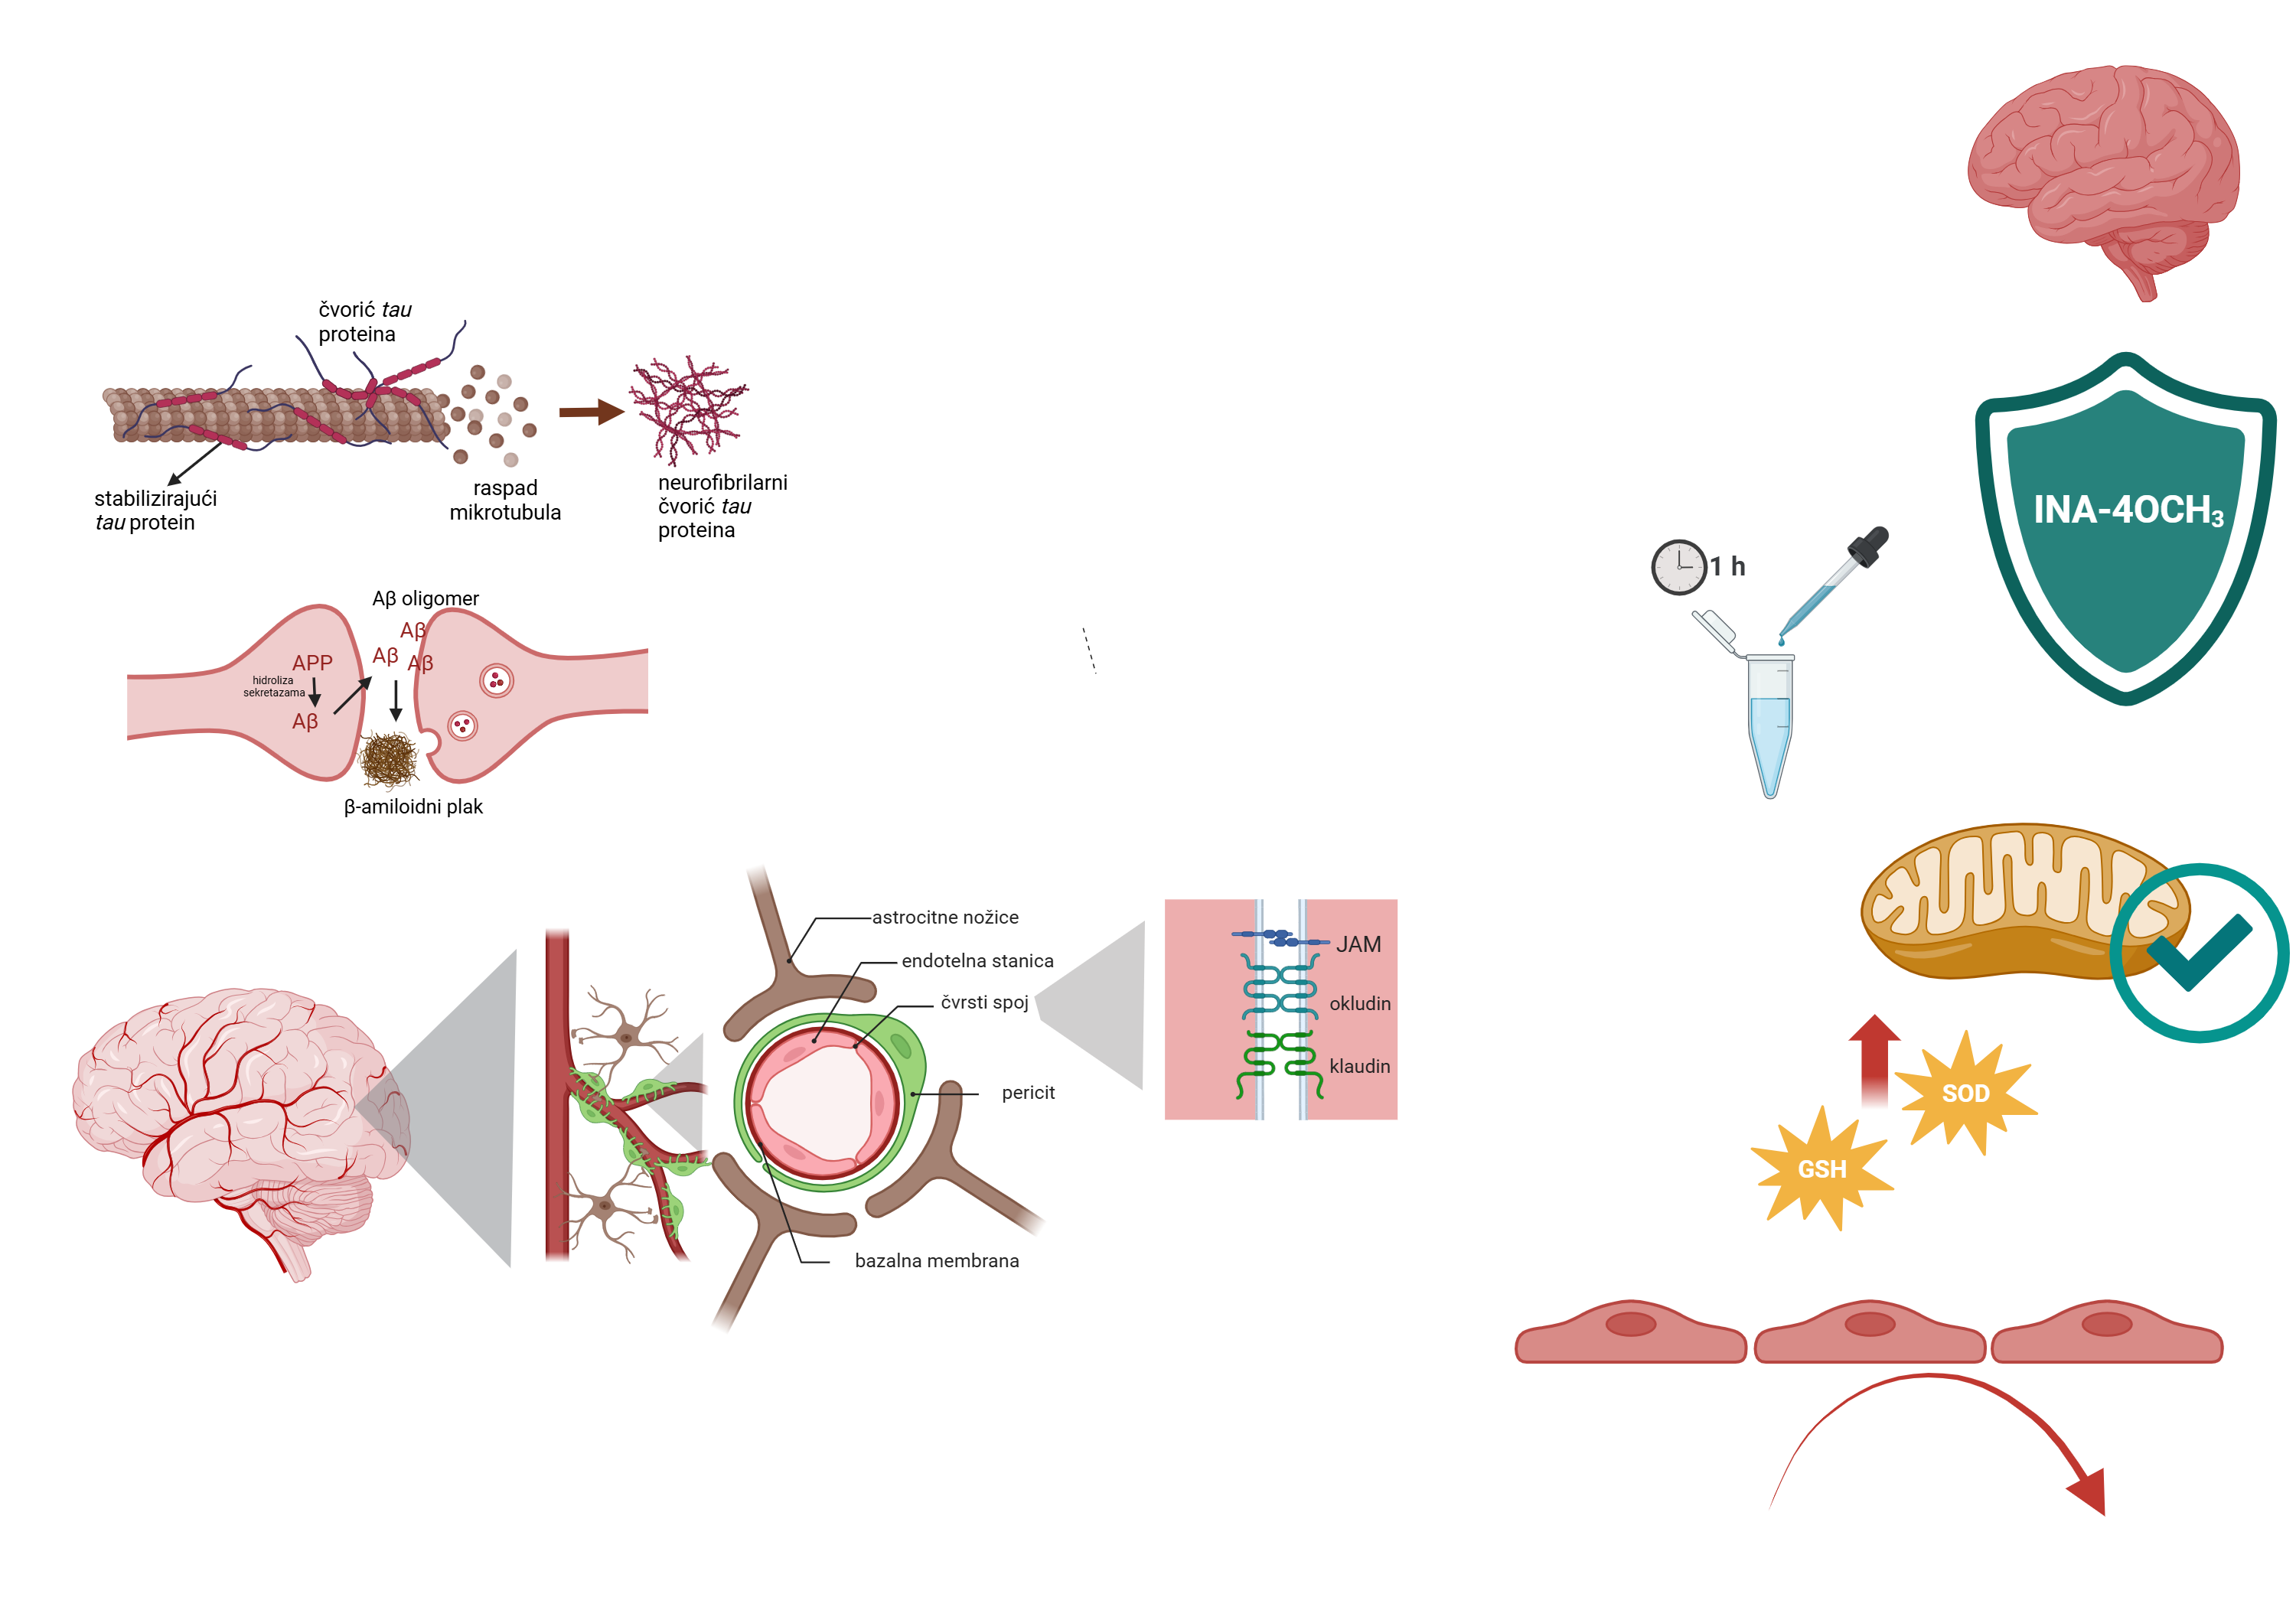 čvorić tau
proteina
stabilizirajući
tau protein
raspad
mikrotubula
neurofibrilarni
čvorić tau
proteina
Aβ oligomer
Aβ
Aβ
Aβ
APP
hidroliza
sekretazama
Aβ
β-amiloidni plak
astrocitne nožice
endotelna stanica
čvrsti spoj
pericit
bazalna membrana
JAM
okludin
klaudin
INA-4OCH₃
1 h
SOD
GSH